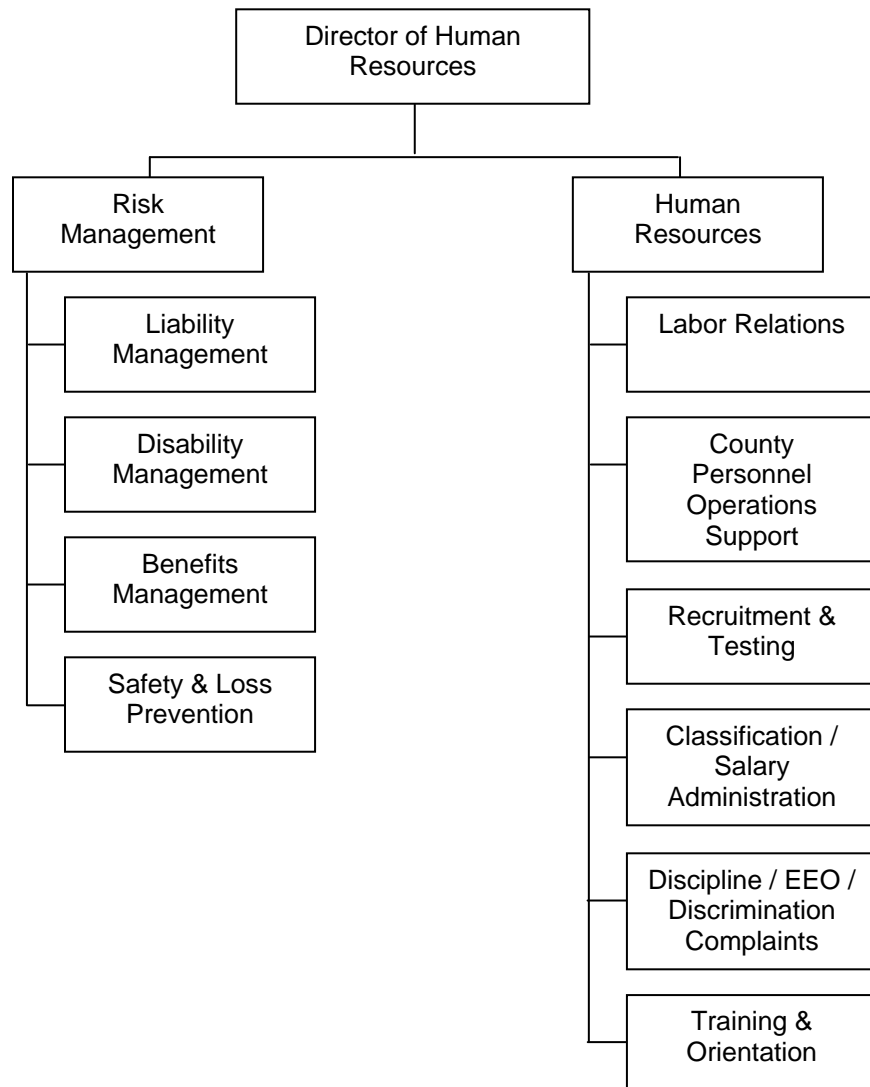 Director of Human
Resources
Risk
Management
Liability
Management
Disability
Management
Benefits
Management
Safety & Loss
Prevention
Human
Resources
Labor Relations
County
Personnel
Operations
Support
Recruitment &
Testing
Classification /
Salary
Administration
Discipline / EEO /
Discrimination
Complaints
Training &
Orientation